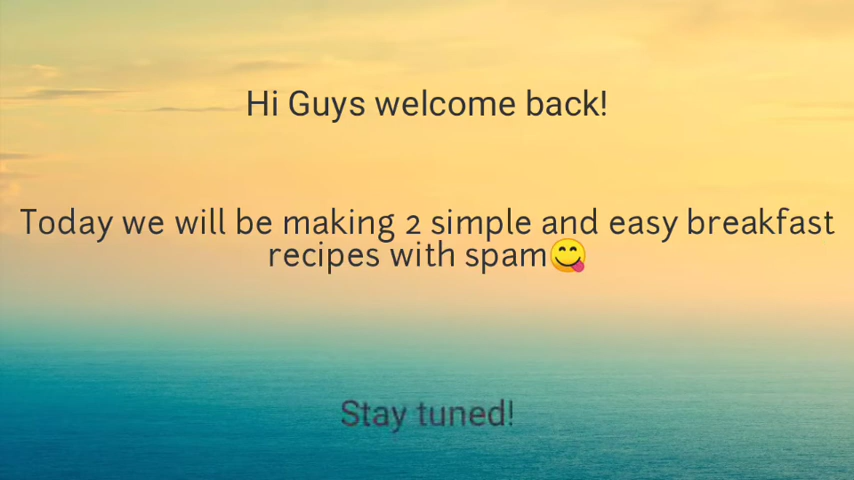 Hi Guys welcome back!
Today we will be making 2 simple and easy breakfast
recipes with spam😋
Stay tuned!